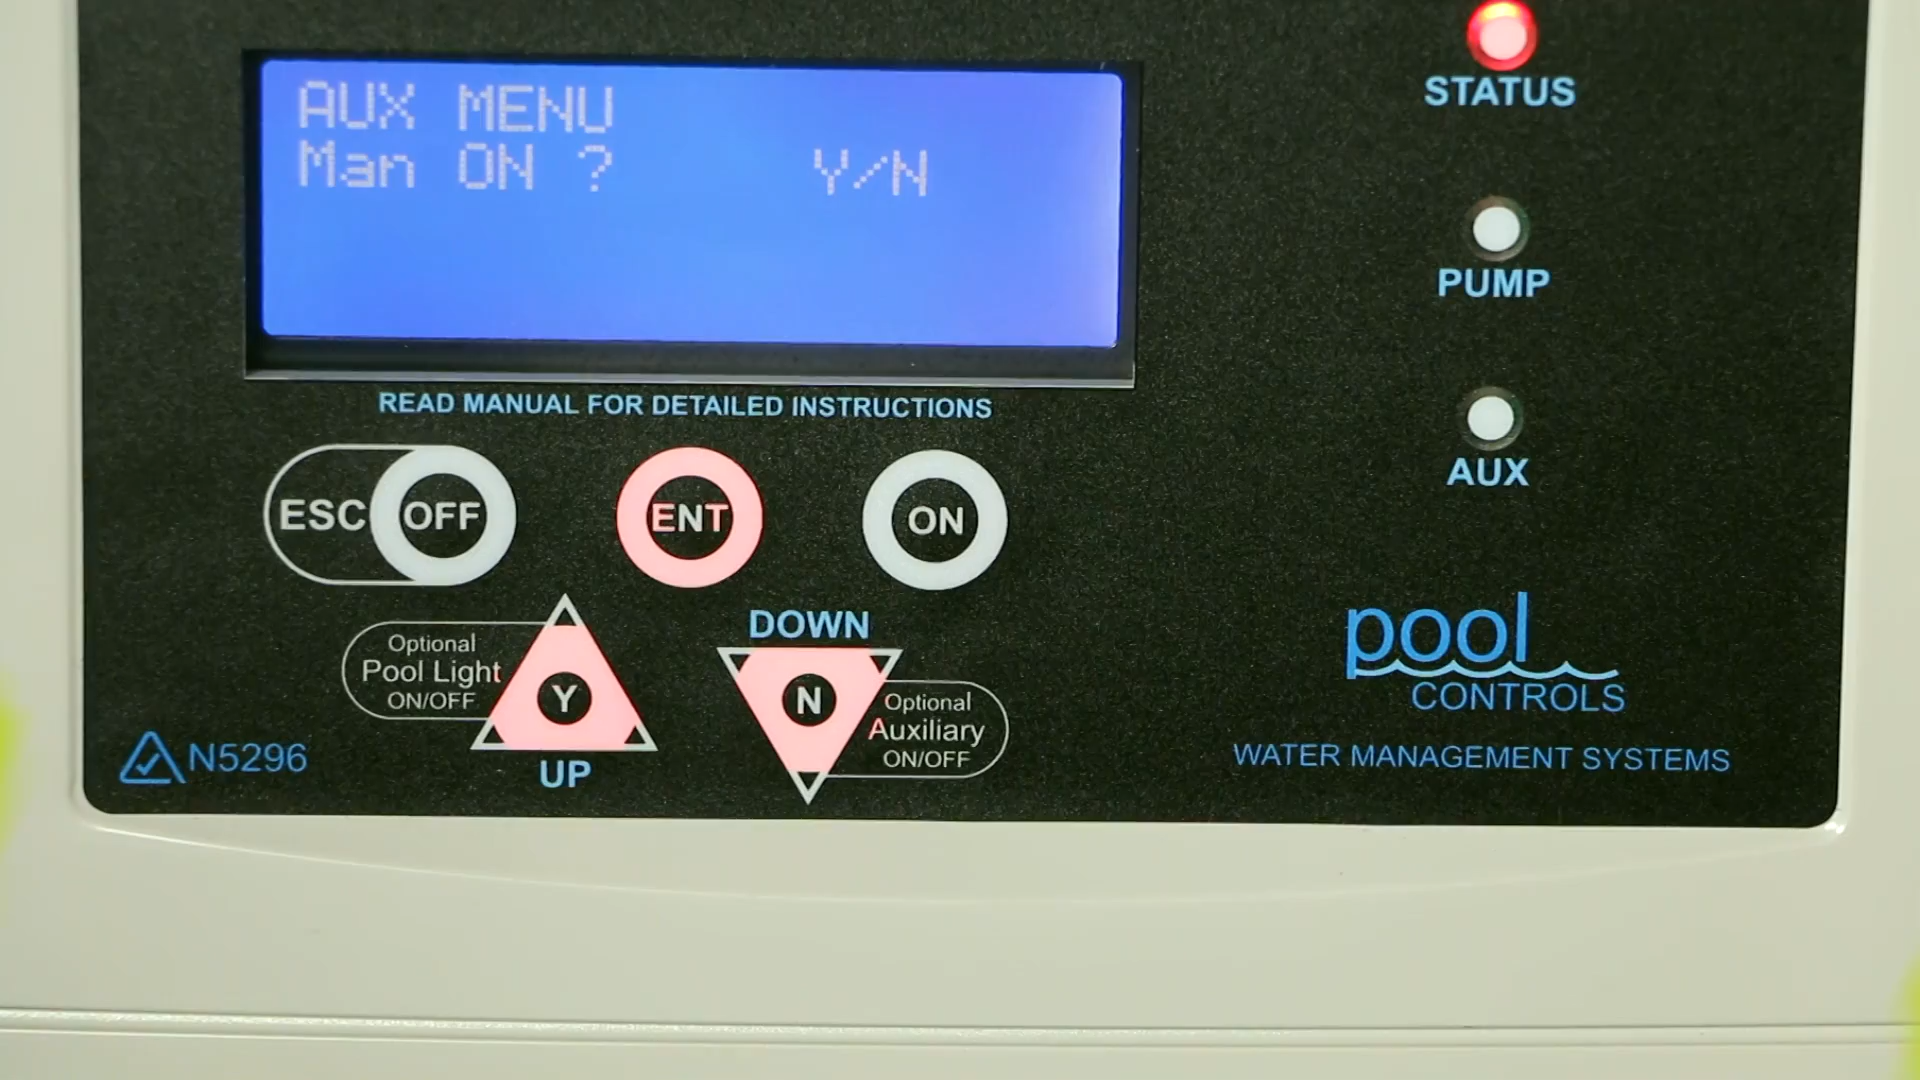 AUX MENU
Man ON ? Y/N
READ MANUAL FOR DETAILED INSTRUCTIONS
STATUS
PUMP
AUX
ESC OFF
ENT
ON
Optional
Pool Light
ON/OFF
Y
UP
DOWN
N
Optional
Auxiliary
ON/OFF
N5296
pool
CONTROLS
WATER MANAGEMENT SYSTEMS